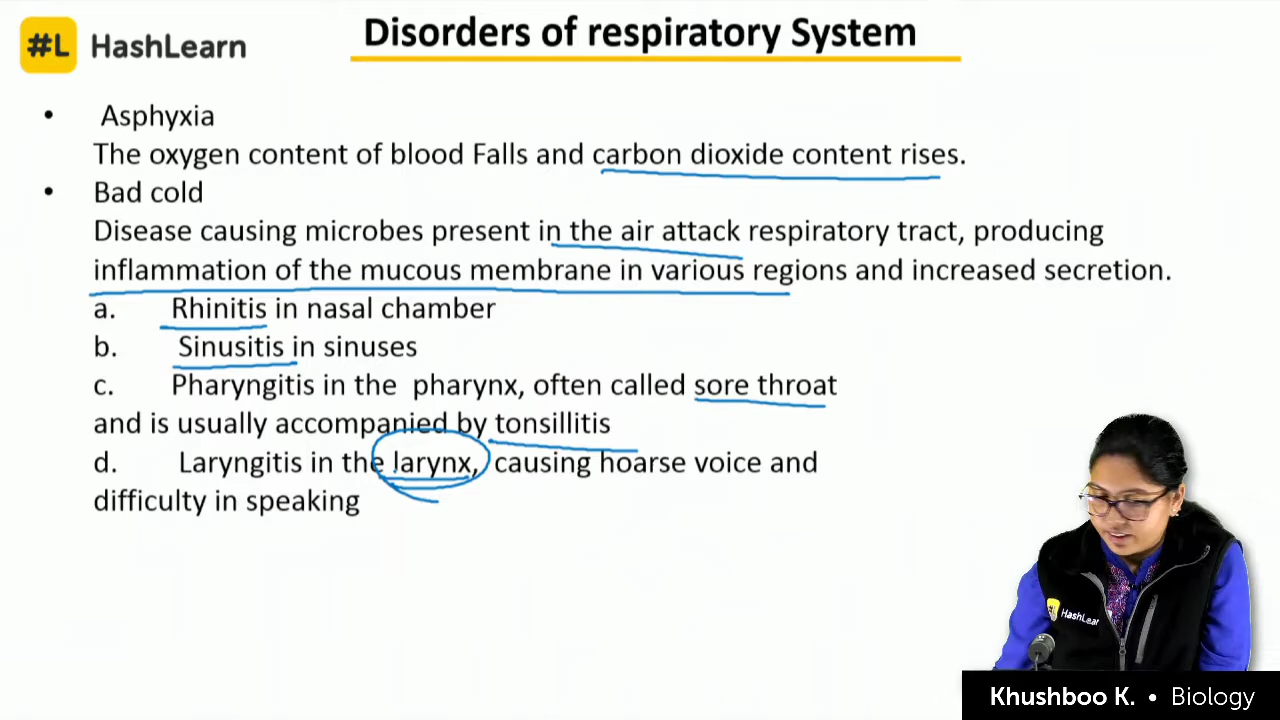 #L HashLearn
Disorders of respiratory System
• Asphyxia
The oxygen content of blood Falls and carbon dioxide content rises.
• Bad cold
Disease causing microbes present in the air attack respiratory tract, producing
inflammation of the mucous membrane in various regions and increased secretion.
a. Rhinitis in nasal chamber
b. Sinusitis in sinuses
c. Pharyngitis in the pharynx, often called sore throat
and is usually accompanied by tonsillitis
d. Laryngitis in the larynx, causing hoarse voice and
difficulty in speaking
HashLear
Khushboo K. • Biology